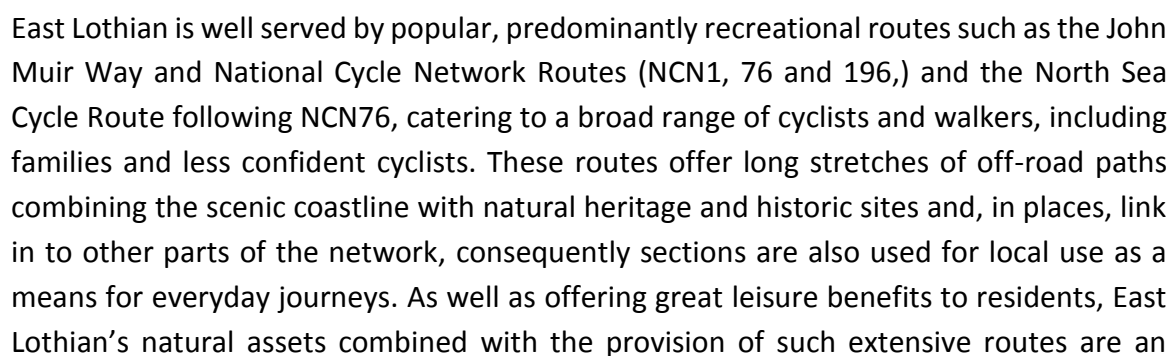 East Lothian is well served by popular, predominantly recreational routes such as the John
Muir Way and National Cycle Network Routes (NCN1, 76 and 196,) and the North Sea
Cycle Route following NCN76, catering to a broad range of cyclists and walkers, including
families and less confident cyclists. These routes offer long stretches of off-road paths
combining the scenic coastline with natural heritage and historic sites and, in places, link
in to other parts of the network, consequently sections are also used for local use as a
means for everyday journeys. As well as offering great leisure benefits to residents, East
Lothian’s natural assets combined with the provision of such extensive routes are an